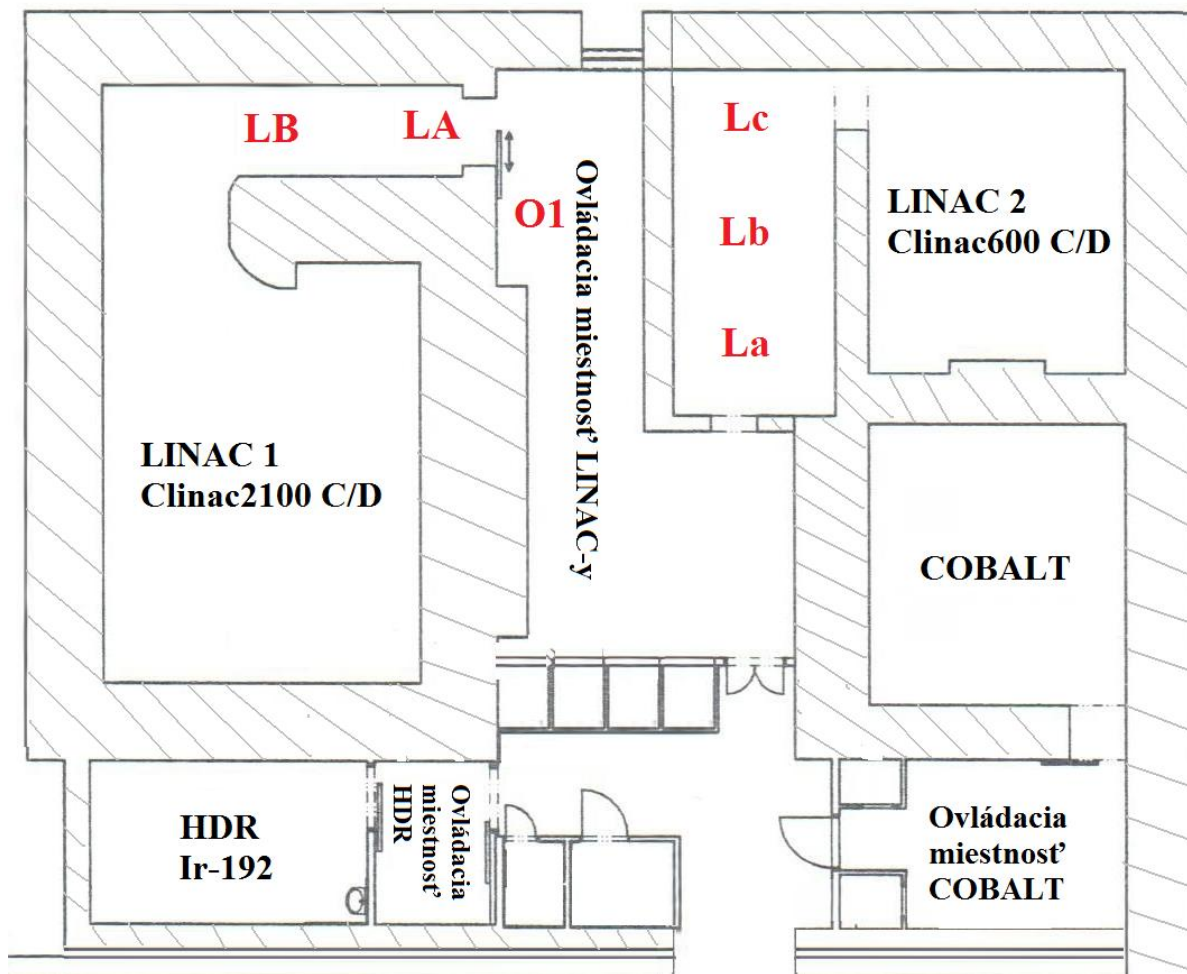 LB
LA
O1
Ovládacia miestnosť LINAC-y
Lc
Lb
La
LINAC 2
Clinac600 C/D
LINAC 1
Clinac2100 C/D
COBALT
HDR
Ir-192
Ovládacia
miestnosť
HDR
Ovládacia
miestnosť
COBALT